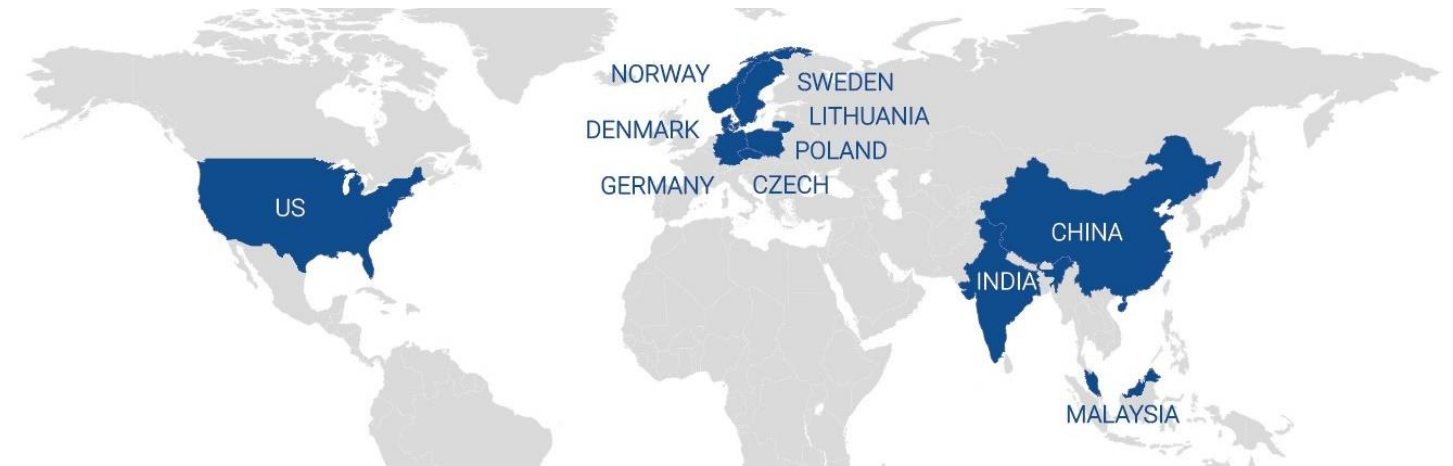 NORWAY
SWEDEN
LITHUANIA
DENMARK
POLAND
GERMANY
CZECH
US
CHINA
INDIA
MALAYSIA